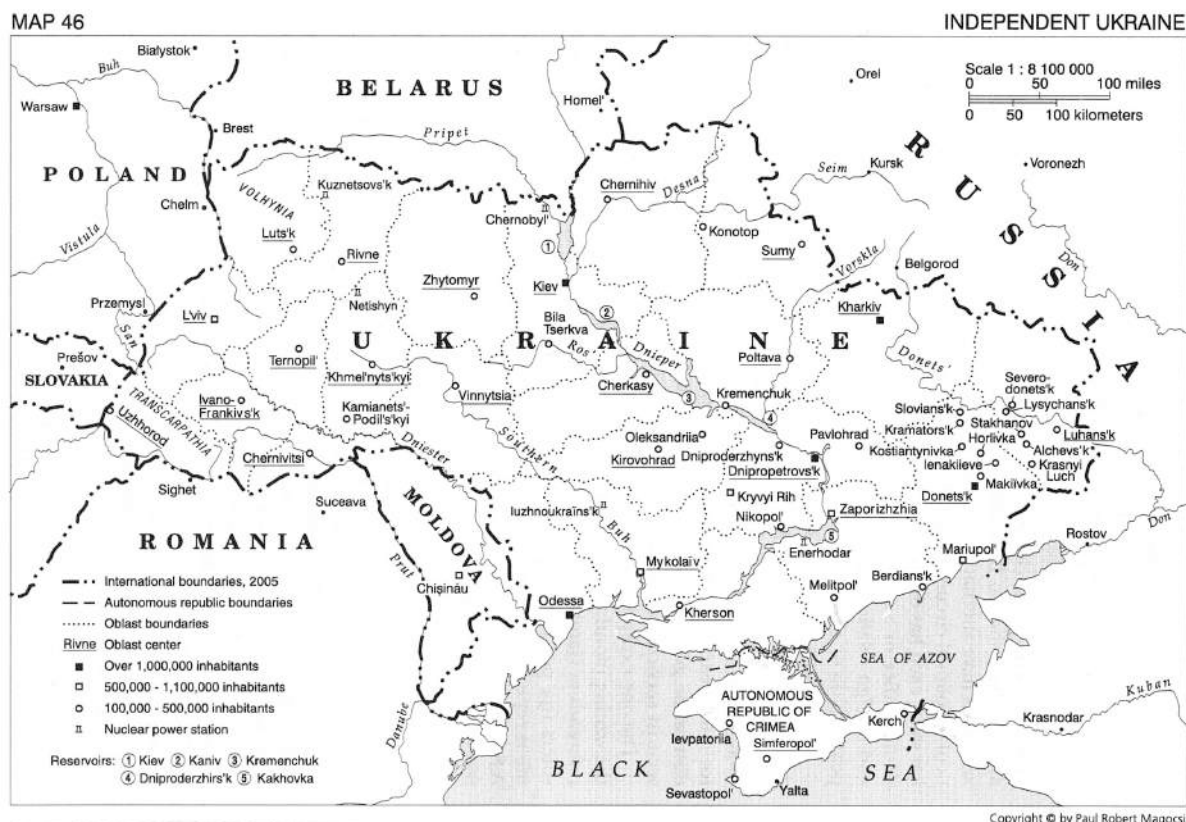 MAP 46
INDEPENDENT UKRAINE
Bialystok
Buh
Warsaw
BELARUS
Orel
Scale 1 : 8 100 000
0 50 100 miles
0 50 100 kilometers
Homel'
Brest
Pripet
POLAND
RUSSIA
Kursk
Voronezh
Seim
Chernihiv
Desna
Kuznetsovs'k
VOLHYNIA
Chelm
Chernobyl'
Konotop
Sumy
Vistula
Luts'k
Rivne
1
Vorskla
Belgorod
Don
Zhytomyr
Kiev
Przemysl
Netishyn
L'viv
San
Kharkiv
Bila
Tserkva
2
UKRAINE
Ternopil'
Ros
Dnieper
Donets
Prešov
SLOVAKIA
Khmel'nyts'kyi
Poltava
Cherkasy
Vinnytsia
3
Kremenchuk
Severo-
donets'k
Ivano-
Frankivs'k
Kamianets'-
Podil's'kyi
Slovians'k
Lysychans'k
TRANSCARPATHIA
Uzhhorod
4
Kramators'k
Stakhanov
Luhans'k
Oleksandriia
Pavlohrad
Horlivka
Chernivitsi
Dniester
Southern
Buh
Kirovohrad
Dniproderzhyns'k
Kostiantynivka
Alchevs'k
Dnipropetrovs'k
Ienakiieve
Krasnyi
Luch
Makiivka
Sighet
Suceava
Kryvyi Rih
Donets'k
MOLDOVA
Iuzhnoukraïns'k
Nikopol'
Zaporizhzhia
5
ROMANIA
Enerhodar
Mariupol'
Rostov
Don
Prut
Mykolaïv
Chişinău
Melitpol'
Berdians'k
Odessa
Kherson
SEA OF AZOV
AUTONOMOUS
REPUBLIC OF
CRIMEA
Kuban
Danube
Kerch
Krasnodar
Ievpatoriia
Simferopol'
BLACK SEA
Sevastopol'
Yalta
International boundaries, 2005
Autonomous republic boundaries
Oblast boundaries
Rivne Oblast center
Over 1,000,000 inhabitants
500,000 - 1,100,000 inhabitants
100,000 - 500,000 inhabitants
Nuclear power station
Reservoirs: 1 Kiev 2 Kaniv 3 Kremenchuk
4 Dniproderzhirs'k 5 Kakhovka
Copyright © by Paul Robert Magocsi